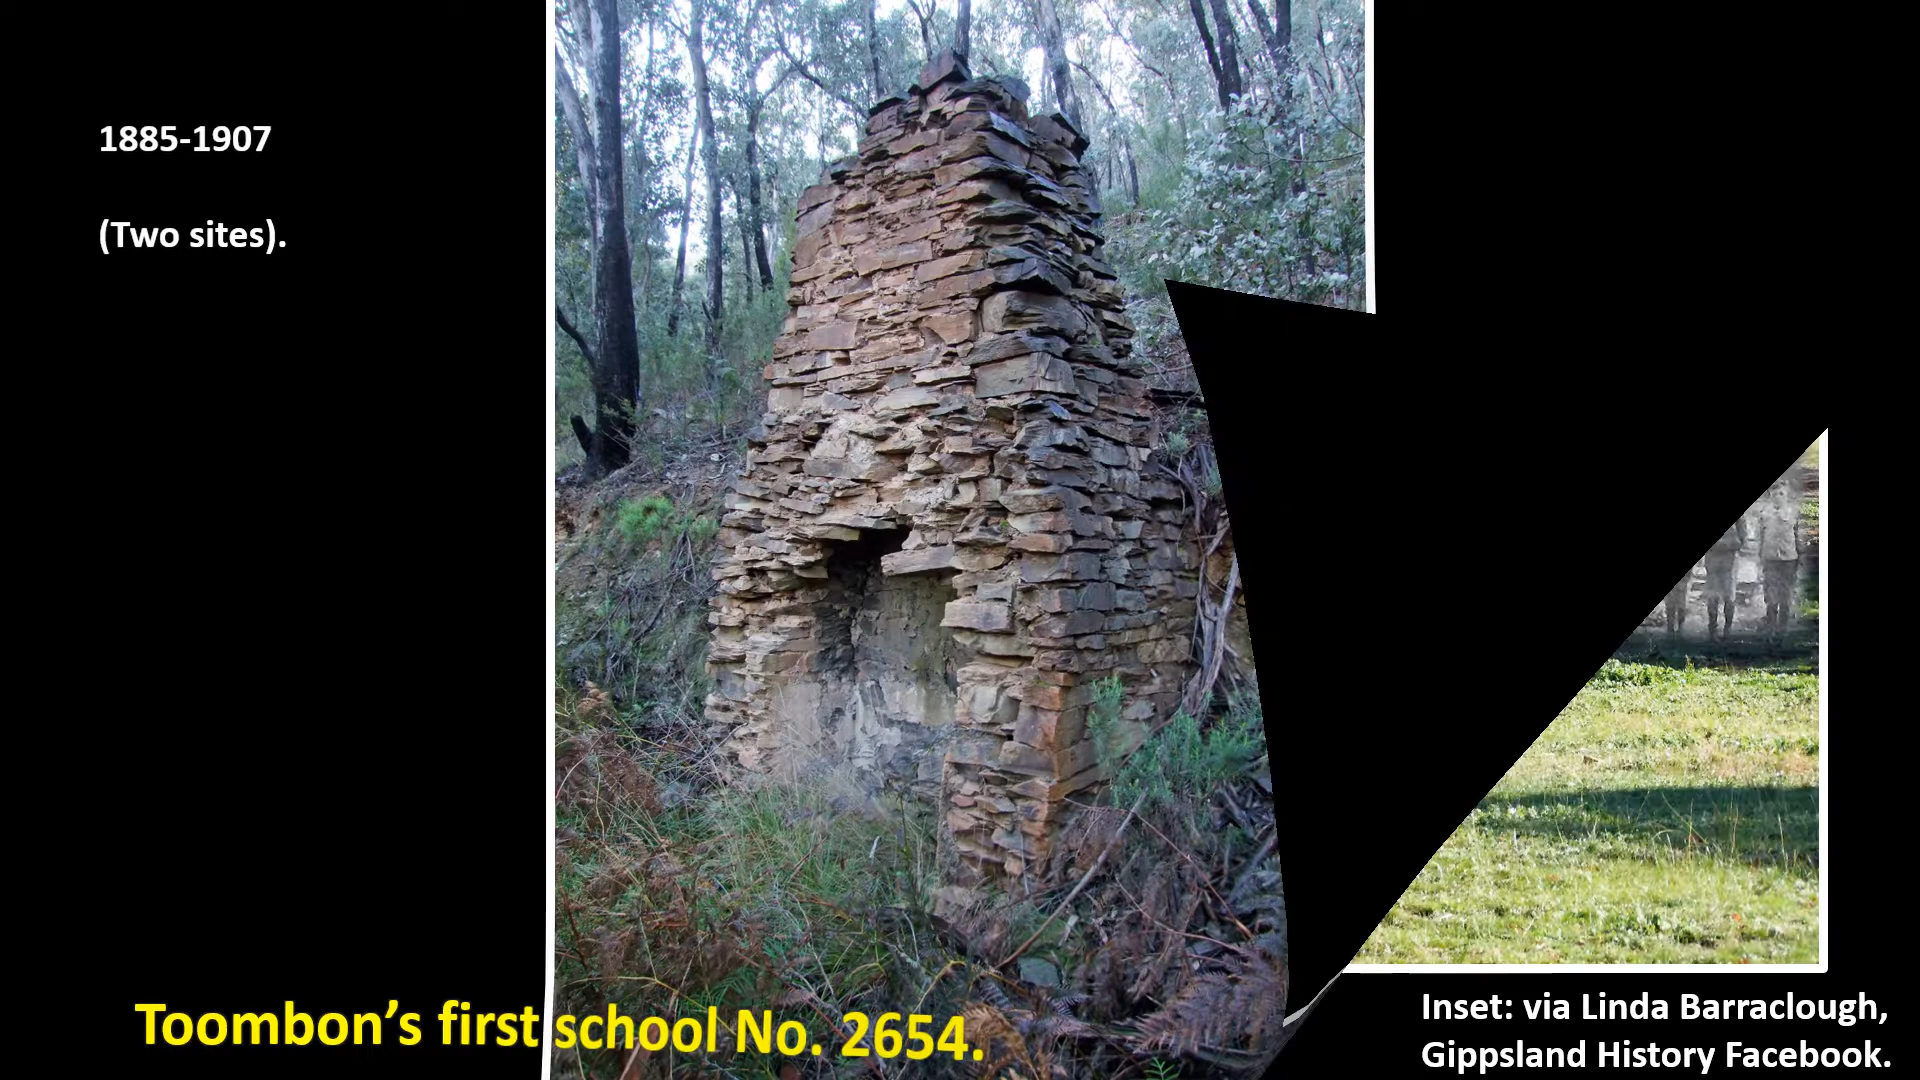 1885-1907
(Two sites).
Toombon’s first school No. 2654.
Inset: via Linda Barraclough,
Gippsland History Facebook.